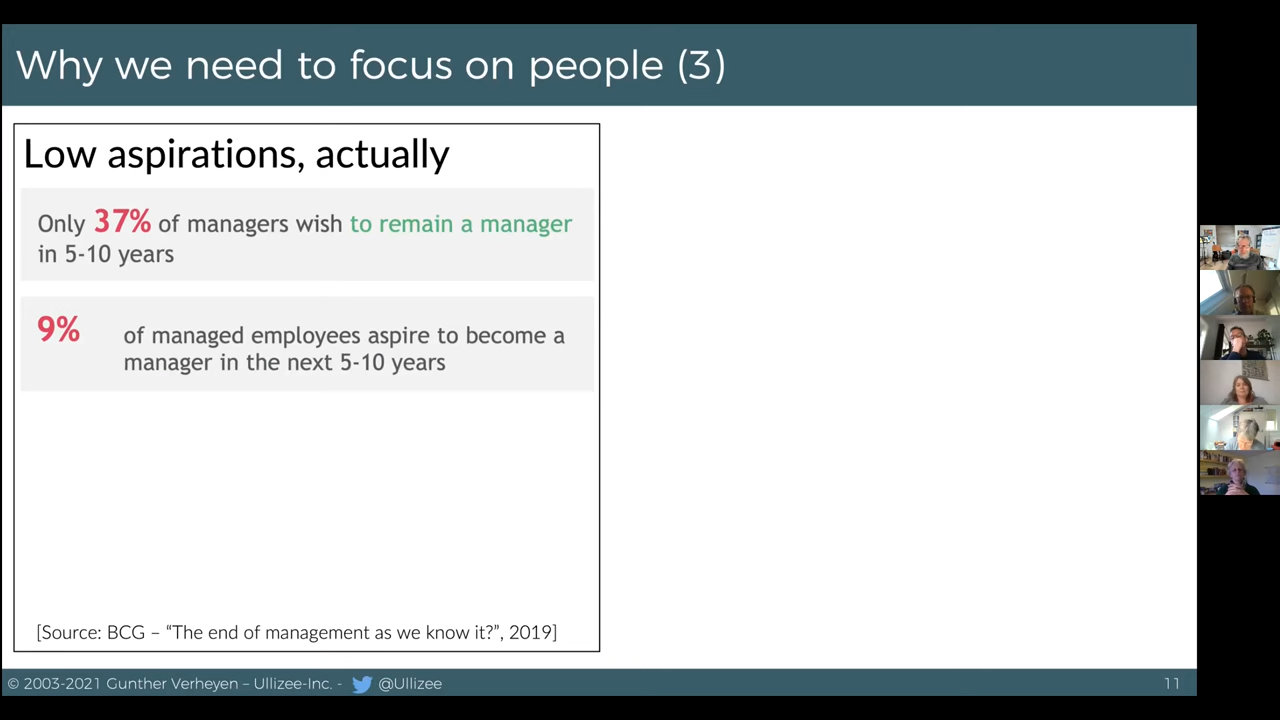 Why we need to focus on people (3)
Low aspirations, actually
Only 37% of managers wish to remain a manager
in 5-10 years
9% of managed employees aspire to become a
manager in the next 5-10 years
[Source: BCG – “The end of management as we know it?”, 2019]
© 2003-2021 Gunther Verheyen – Ullizee-Inc. - @Ullizee
11